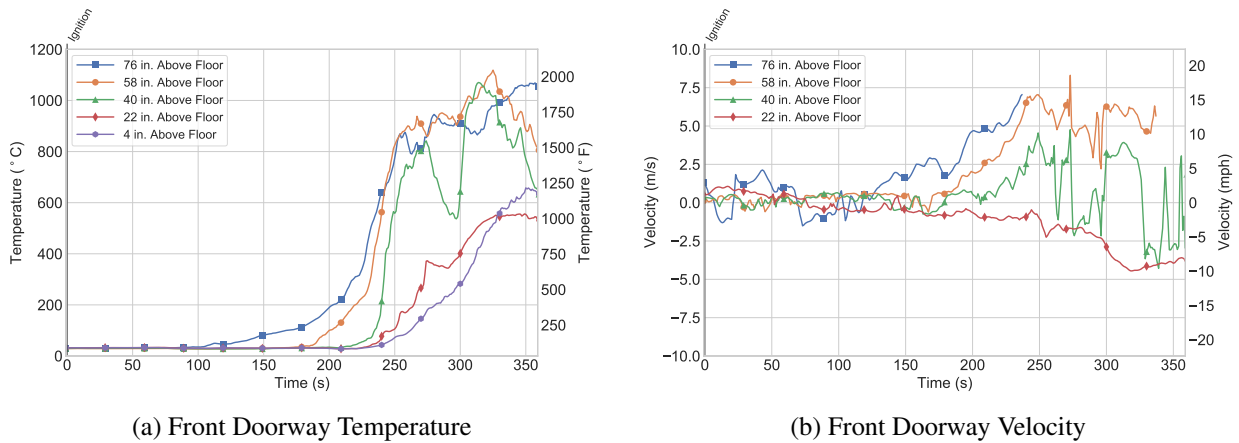 Ignition
1200
1000
800
600
400
200
0
Temperature (°C)
76 in. Above Floor
58 in. Above Floor
40 in. Above Floor
22 in. Above Floor
4 in. Above Floor
2000
1750
1500
1250
1000
750
500
250
Temperature (°F)
0 50 100 150 200 250 300 350
Time (s)
(a) Front Doorway Temperature
Ignition
10.0
7.5
5.0
2.5
0.0
−2.5
−5.0
−7.5
−10.0
Velocity (m/s)
76 in. Above Floor
58 in. Above Floor
40 in. Above Floor
22 in. Above Floor
20
15
10
5
0
−5
−10
−15
−20
Velocity (mph)
0 50 100 150 200 250 300 350
Time (s)
(b) Front Doorway Velocity